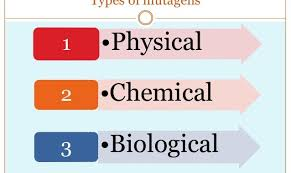 Types of mutagens
1 •Physical
2 •Chemical
3 •Biological